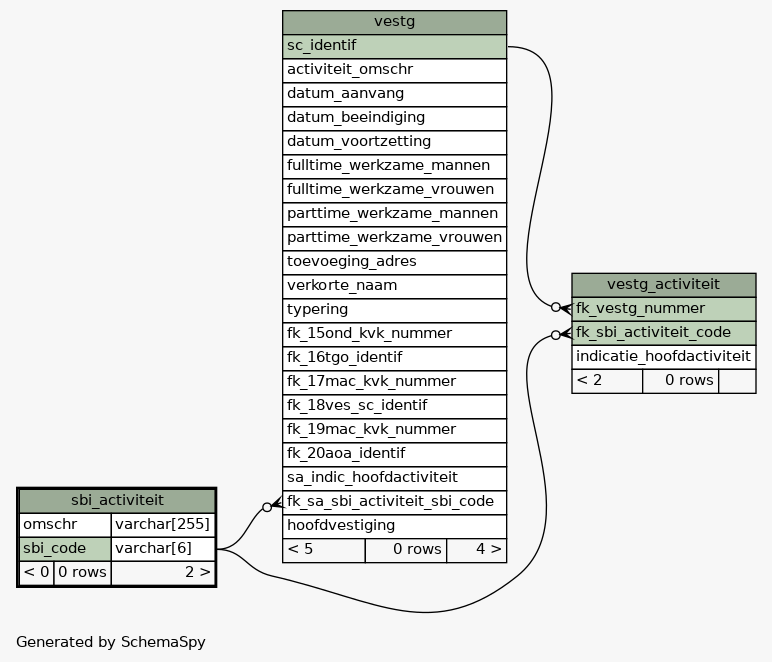 vestg
sc_identif
activiteit_omschr
datum_aanvang
datum_beeindiging
datum_voortzetting
fulltime_werkzame_mannen
fulltime_werkzame_vrouwen
parttime_werkzame_mannen
parttime_werkzame_vrouwen
toevoeging_adres
verkorte_naam
typering
fk_15ond_kvk_nummer
fk_16tgo_identif
fk_17mac_kvk_nummer
fk_18ves_sc_identif
fk_19mac_kvk_nummer
fk_20aoa_identif
sa_indic_hoofdactiviteit
fk_sa_sbi_activiteit_sbi_code
hoofdvestiging
< 5 0 rows 4 >
vestg_activiteit
fk_vestg_nummer
fk_sbi_activiteit_code
indicatie_hoofdactiviteit
< 2 0 rows
sbi_activiteit
omschr varchar[255]
sbi_code varchar[6]
< 0 0 rows 2 >
Generated by SchemaSpy